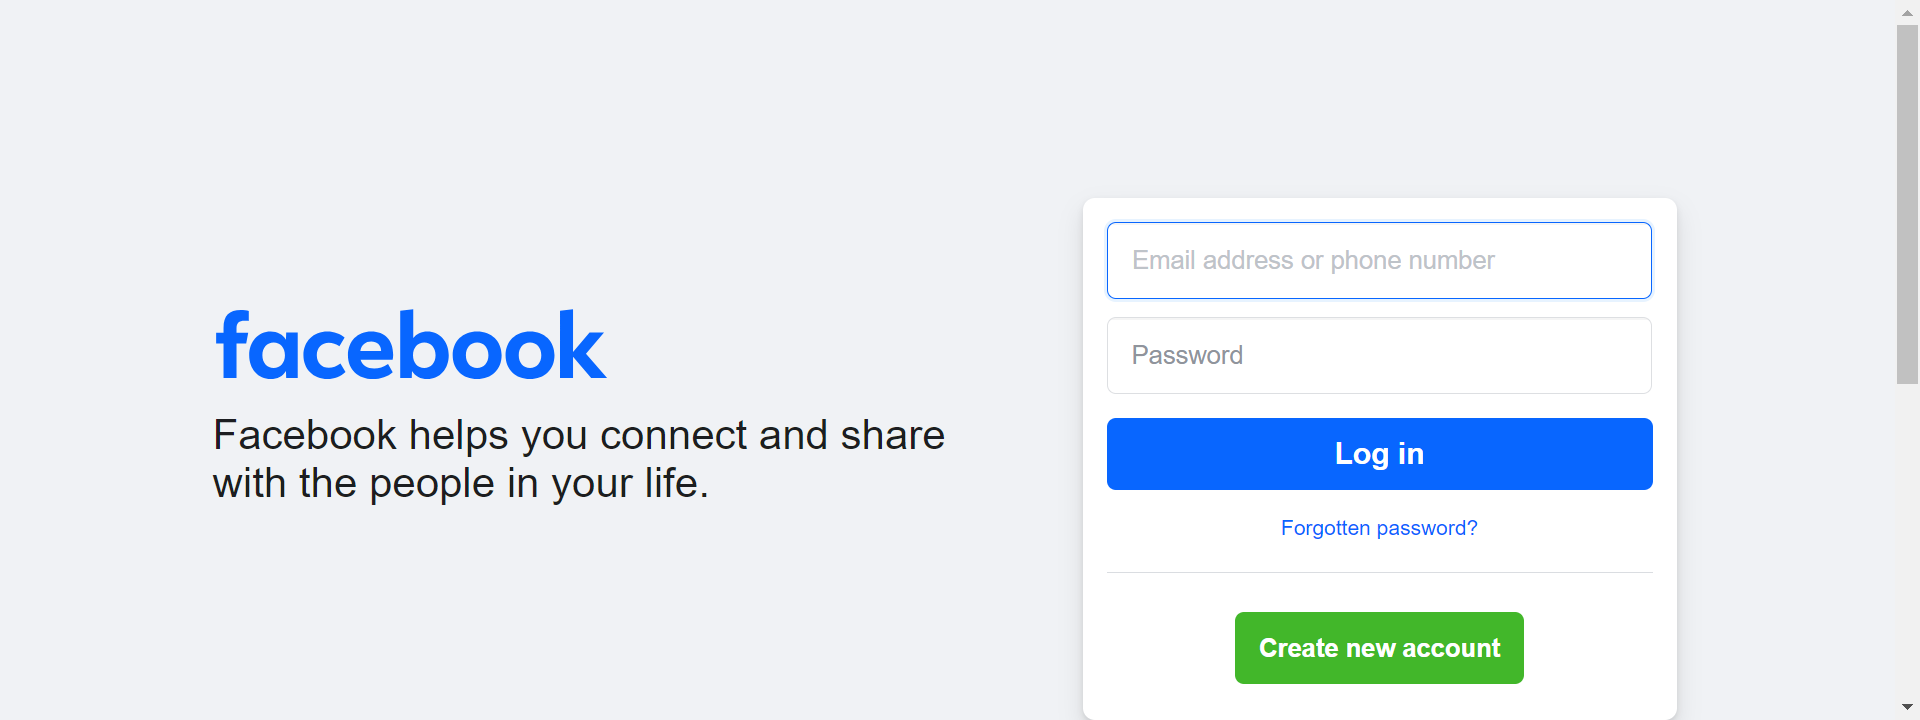 facebook
Facebook helps you connect and share
with the people in your life.
Email address or phone number
Password
Log in
Forgotten password?
Create new account